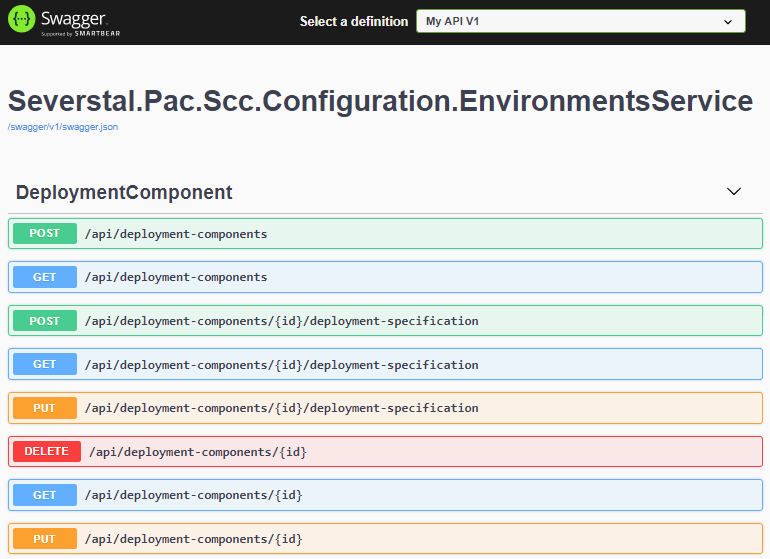 Swagger
Supported by SMARTBEAR
Select a definition
My API V1
Severstal.Pac.Scc.Configuration.EnvironmentsService
/swagger/v1/swagger.json
DeploymentComponent
POST /api/deployment-components
GET /api/deployment-components
POST /api/deployment-components/{id}/deployment-specification
GET /api/deployment-components/{id}/deployment-specification
PUT /api/deployment-components/{id}/deployment-specification
DELETE /api/deployment-components/{id}
GET /api/deployment-components/{id}
PUT /api/deployment-components/{id}